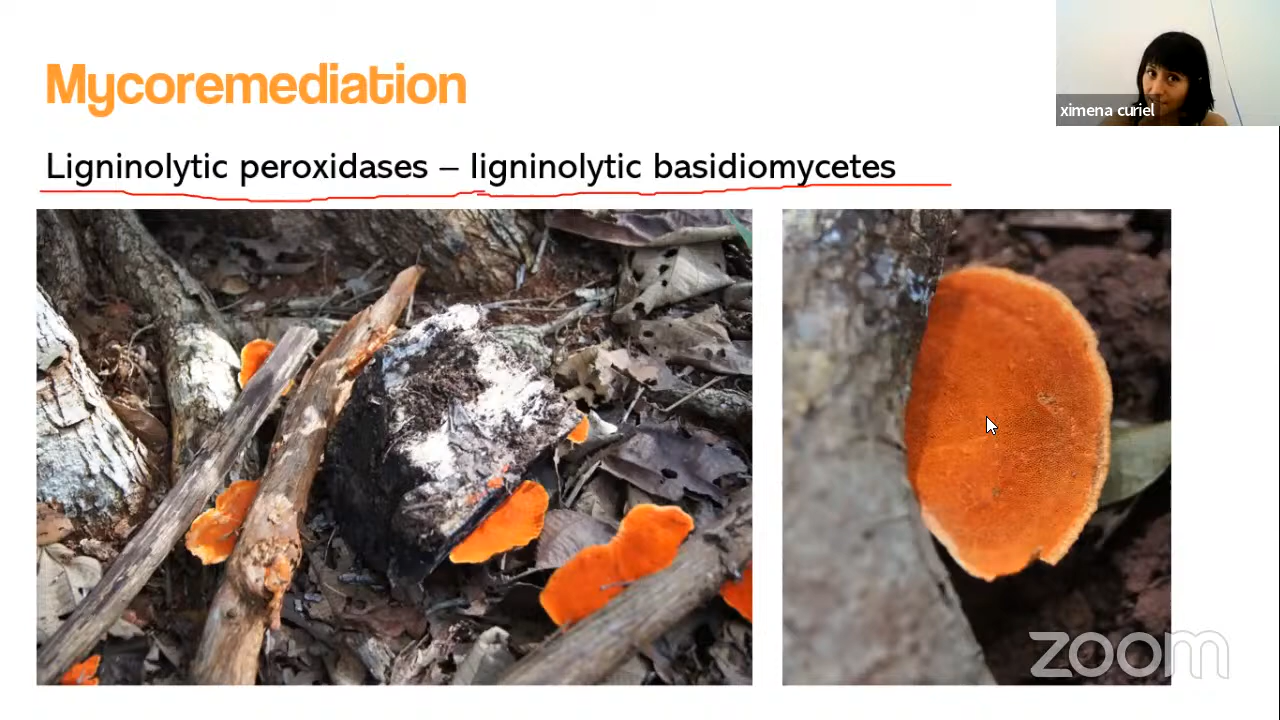 Mycoremediation
ximena curiel
Ligninolytic peroxidases – ligninolytic basidiomycetes
zoom